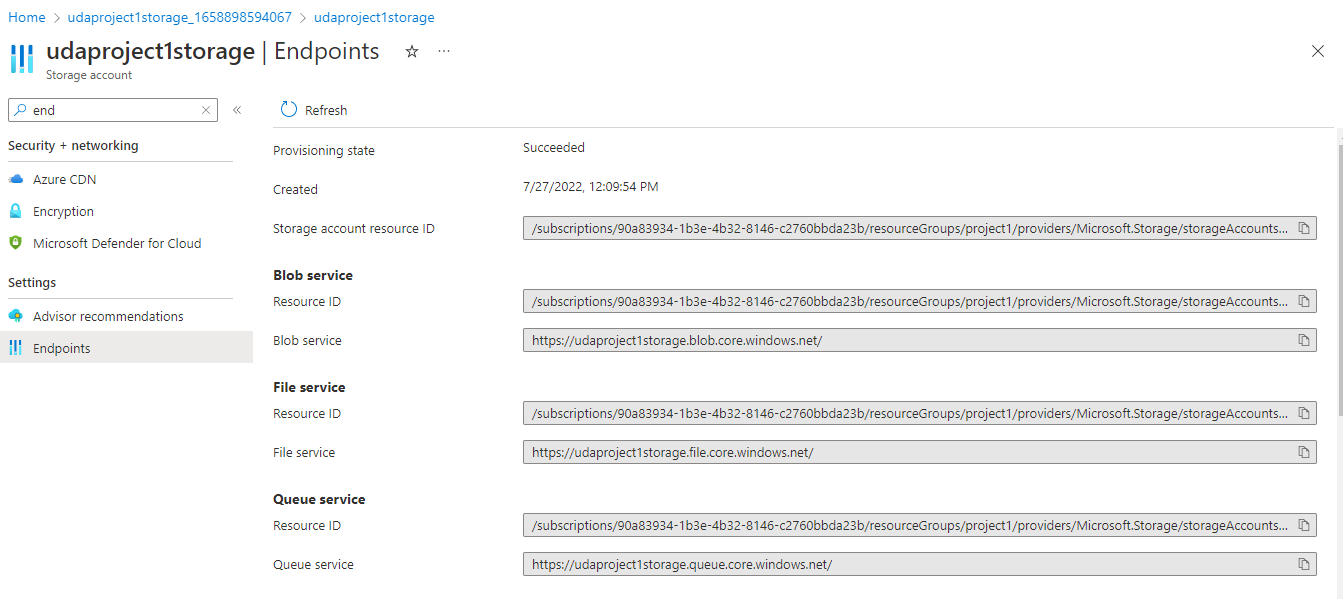 Home > udaproject1storage_1658898594067 > udaproject1storage
udaproject1storage | Endpoints ☆ ...
Storage account
end
Refresh
Security + networking
Azure CDN
Encryption
Microsoft Defender for Cloud
Settings
Advisor recommendations
Endpoints
Provisioning state Succeeded
Created 7/27/2022, 12:09:54 PM
Storage account resource ID /subscriptions/90a83934-1b3e-4b32-8146-c2760bbda23b/resourceGroups/project1/providers/Microsoft.Storage/storageAccounts...
Blob service
Resource ID /subscriptions/90a83934-1b3e-4b32-8146-c2760bbda23b/resourceGroups/project1/providers/Microsoft.Storage/storageAccounts...
Blob service https://udaproject1storage.blob.core.windows.net/
File service
Resource ID /subscriptions/90a83934-1b3e-4b32-8146-c2760bbda23b/resourceGroups/project1/providers/Microsoft.Storage/storageAccounts...
File service https://udaproject1storage.file.core.windows.net/
Queue service
Resource ID /subscriptions/90a83934-1b3e-4b32-8146-c2760bbda23b/resourceGroups/project1/providers/Microsoft.Storage/storageAccounts...
Queue service https://udaproject1storage.queue.core.windows.net/